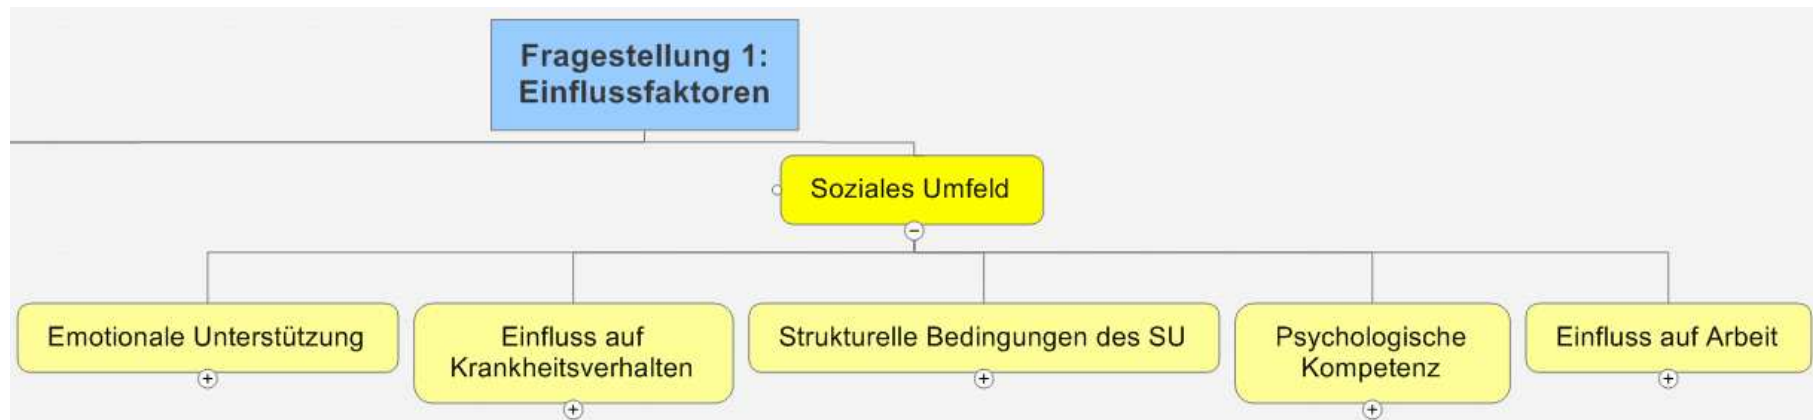 Fragestellung 1:
Einflussfaktoren
Soziales Umfeld
Emotionale Unterstützung
Einfluss auf
Krankheitsverhalten
Strukturelle Bedingungen des SU
Psychologische
Kompetenz
Einfluss auf Arbeit